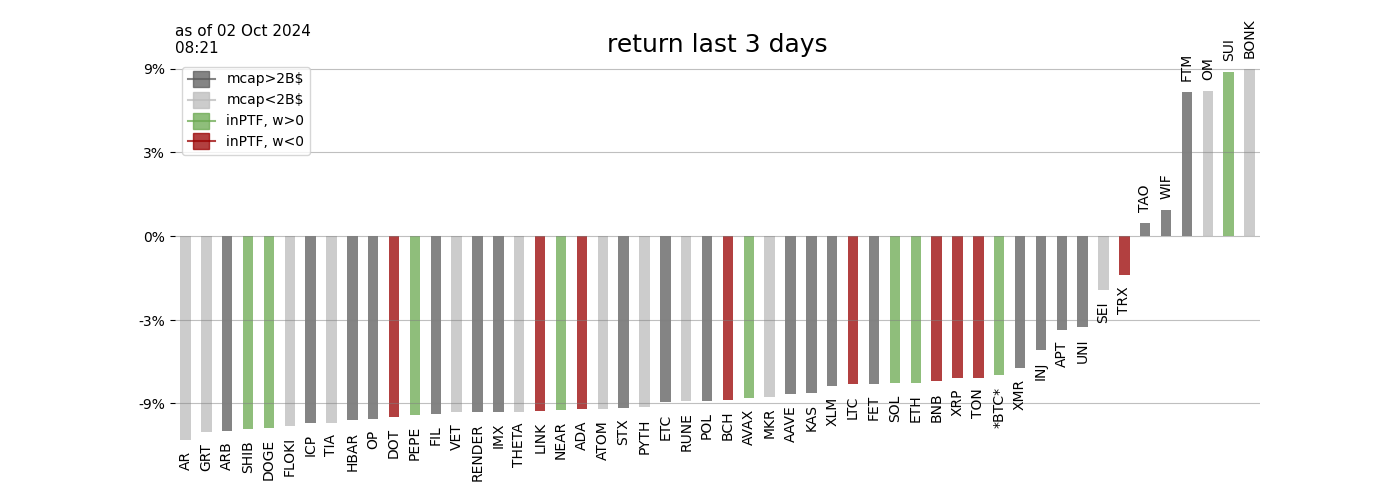 as of 02 Oct 2024
08:21
return last 3 days
9%
3%
0%
-3%
-9%
mcap>2B$
mcap<2B$
inPTF, w>0
inPTF, w<0
AR
GRT
ARB
SHIB
DOGE
FLOKI
ICP
TIA
HBAR
OP
DOT
PEPE
FIL
VET
RENDER
IMX
THETA
LINK
NEAR
ADA
ATOM
STX
PYTH
ETC
RUNE
POL
BCH
AVAX
MKR
AAVE
KAS
XLM
LTC
FET
SOL
ETH
BNB
XRP
TON
*BTC*
XMR
INJ
APT
UNI
SEI
TRX
TAO
WIF
FTM
OM
SUI
BONK